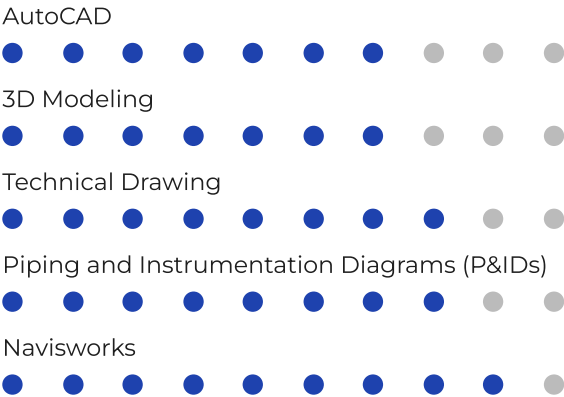 AutoCAD
3D Modeling
Technical Drawing
Piping and Instrumentation Diagrams (P&IDs)
Navisworks